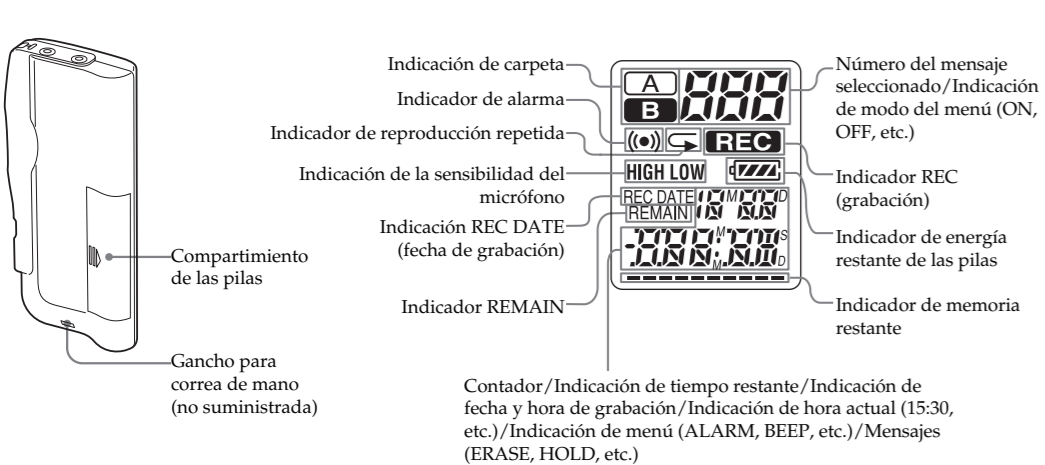 Compartimiento
de las pilas
Gancho para
correa de mano
(no suministrada)
Indicación de carpeta
Indicador de alarma
Indicador de reproducción repetida
Indicación de la sensibilidad del
micrófono
Indicación REC DATE
(fecha de grabación)
Indicador REMAIN
A
B
888
REC
HIGH LOW
REC DATE
REMAIN
M
D
M
S
M
D
Número del mensaje
seleccionado/Indicación
de modo del menú (ON,
OFF, etc.)
Indicador REC
(grabación)
Indicador de energía
restante de las pilas
Indicador de memoria
restante
Contador/Indicación de tiempo restante/Indicación de
fecha y hora de grabación/Indicación de hora actual (15:30,
etc.)/Indicación de menú (ALARM, BEEP, etc.)/Mensajes
(ERASE, HOLD, etc.)